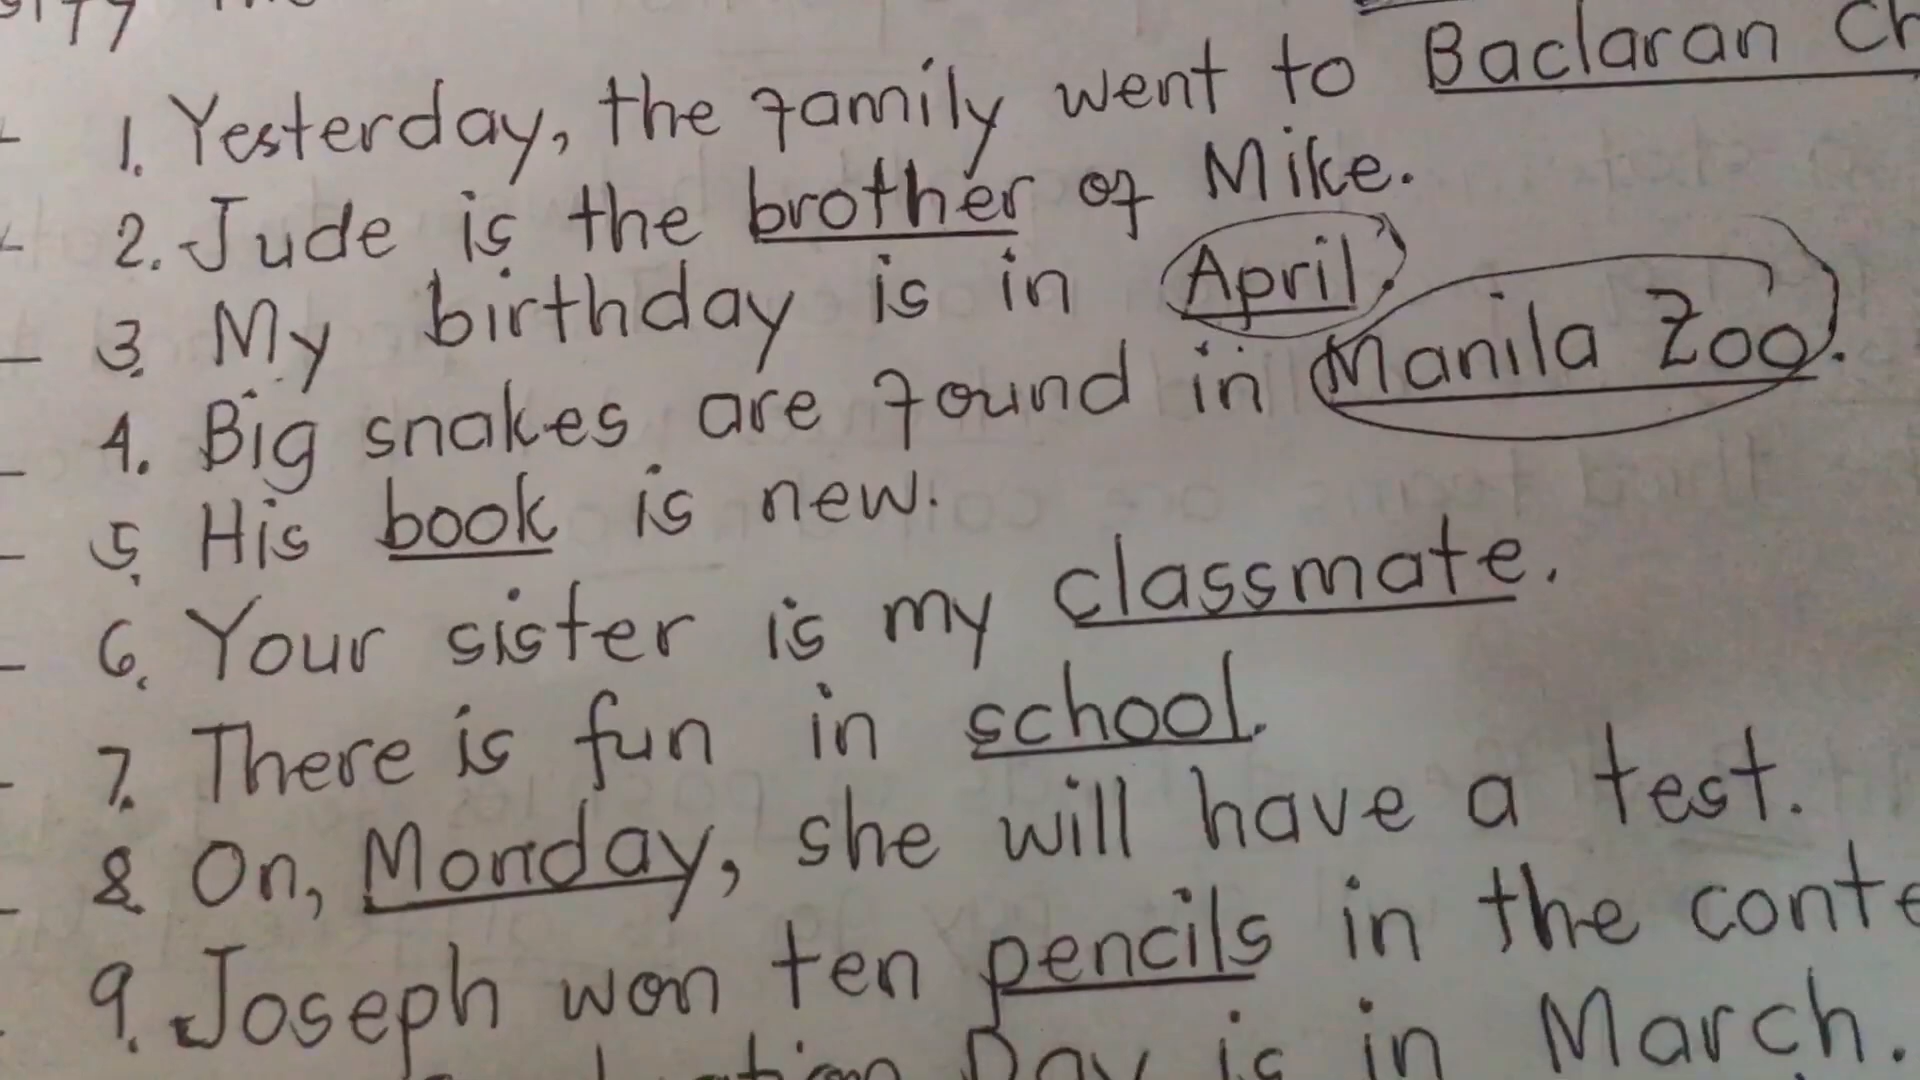 1. Yesterday, the family went to Baclaran
2. Jude is the brother of Mike.
3. My birthday is in April.
4. Big snakes are found in Manila Zoo.
5. His book is new.
6. Your sister is my classmate.
7. There is fun in school.
8. On, Monday, she will have a test.
9. Joseph won ten pencils in the
Day is in March.